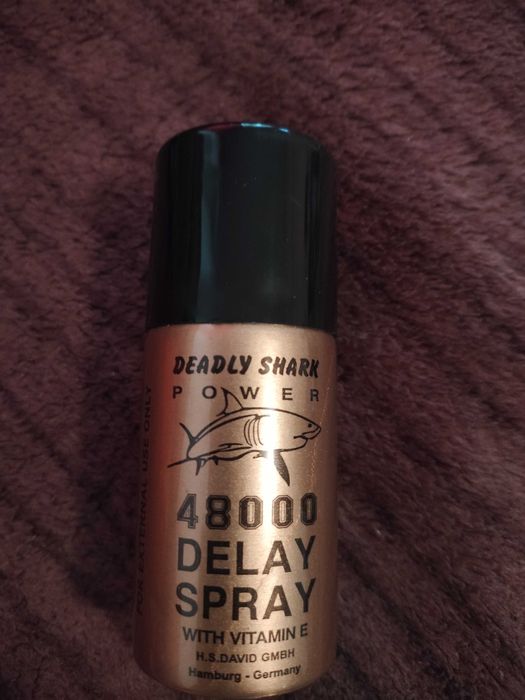 DEADLY SHARK
POWER
48000
DELAY
SPRAY
WITH VITAMIN E
H.S.DAVID GMBH
Hamburg - Germany
FOR EXTERNAL USE ONLY